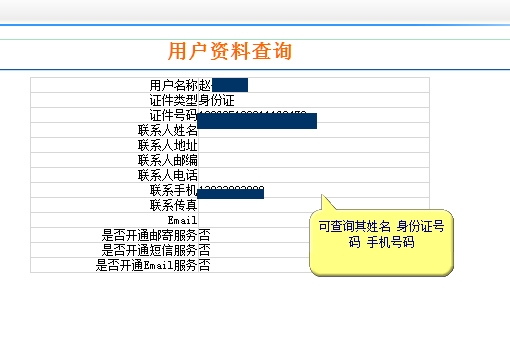 用户资料查询
用户名称 赵
证件类型 身份证
证件号码
联系人姓名
联系人地址
联系人邮编
联系人电话
联系手机
联系传真
Email
是否开通邮寄服务 否
是否开通短信服务 否
是否开通Email服务 否
可查询其姓名 身份证号
码 手机号码